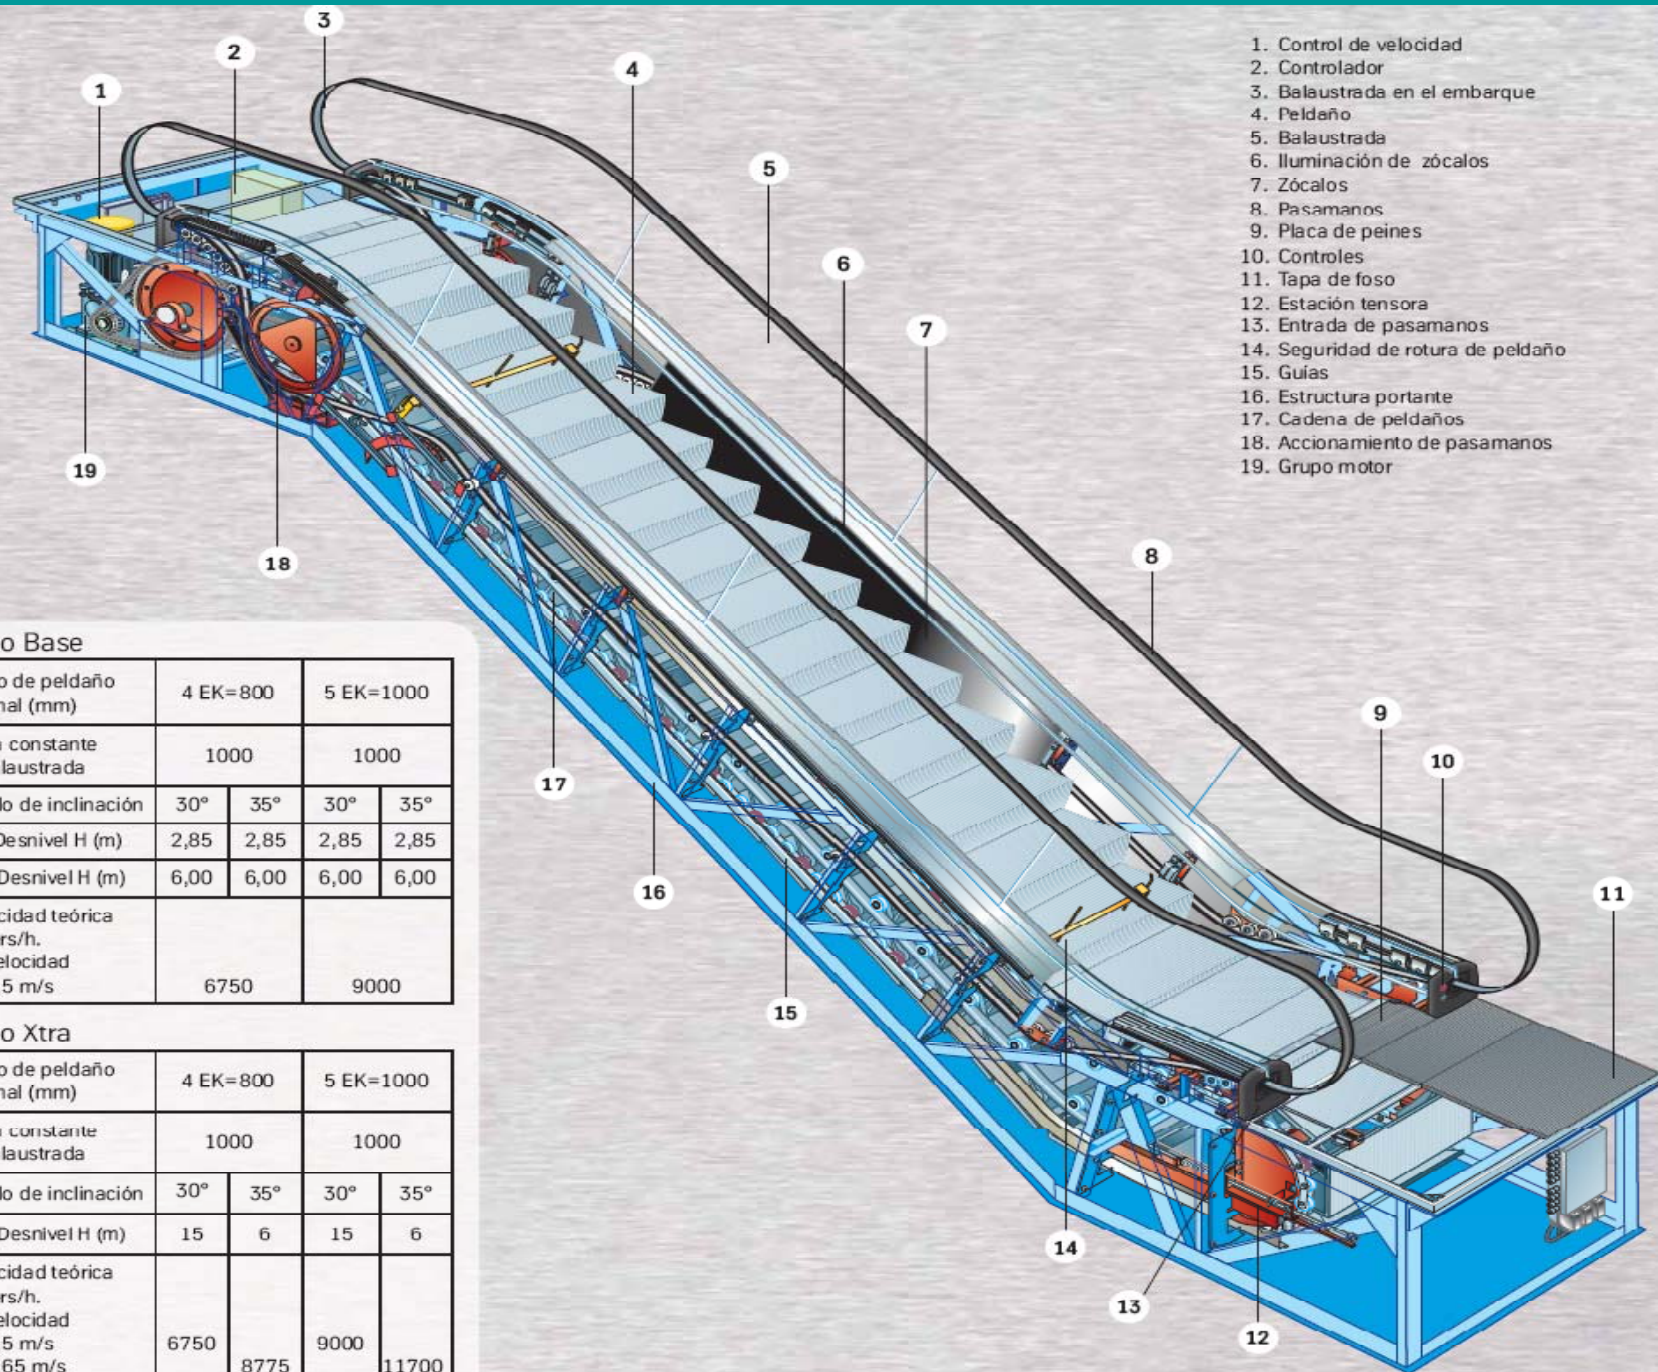 1. Control de velocidad
2. Controlador
3. Balaustrada en el embarque
4. Peldaño
5. Balaustrada
6. Iluminación de zócalos
7. Zócalos
8. Pasamanos
9. Placa de peines
10. Controles
11. Tapa de foso
12. Estación tensora
13. Entrada de pasamanos
14. Seguridad de rotura de peldaño
15. Guías
16. Estructura portante
17. Cadena de peldaños
18. Accionamiento de pasamanos
19. Grupo motor
1
2
3
4
5
6
7
8
9
10
11
12
13
14
15
16
17
18
19
o Base
o de peldaño
nal (mm) 4 EK=800 5 EK=1000
constante
laustrada 1000 1000
lo de inclinación 30° 35° 30° 35°
Desnivel H (m) 2,85 2,85 2,85 2,85
Desnivel H (m) 6,00 6,00 6,00 6,00
cidad teórica
rs/h.
elocidad
5 m/s 6750 9000
o Xtra
o de peldaño
nal (mm) 4 EK=800 5 EK=1000
constante
laustrada 1000 1000
lo de inclinación 30° 35° 30° 35°
Desnivel H (m) 15 6 15 6
cidad teórica
rs/h.
elocidad
5 m/s 6750 9000
65 m/s 8775 11700